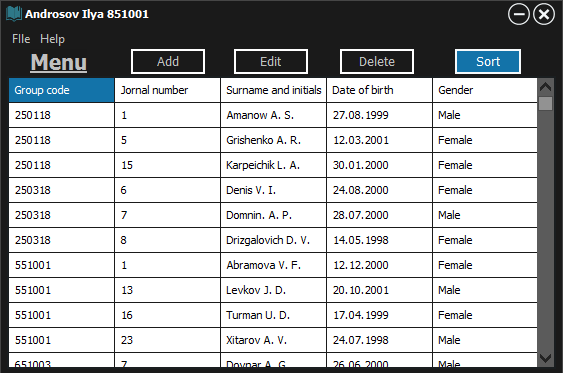 Androsov Ilya 851001
FIle Help
Menu Add Edit Delete Sort
Group code Jornal number Surname and initials Date of birth Gender
250118 1 Amanow A. S. 27.08.1999 Male
250118 5 Grishenko A. R. 12.03.2001 Female
250118 15 Karpeichik L. A. 30.01.2000 Female
250318 6 Denis V. I. 24.08.2000 Female
250318 7 Domnin. A. P. 28.07.2000 Male
250318 8 Drizgalovich D. V. 14.05.1998 Female
551001 1 Abramova V. F. 12.12.2000 Female
551001 13 Levkov J. D. 20.10.2001 Male
551001 16 Turman U. D. 17.04.1999 Female
551001 23 Xitarov A. V. 24.07.1998 Male
651003 7 A. G. 26.06.2000 Male